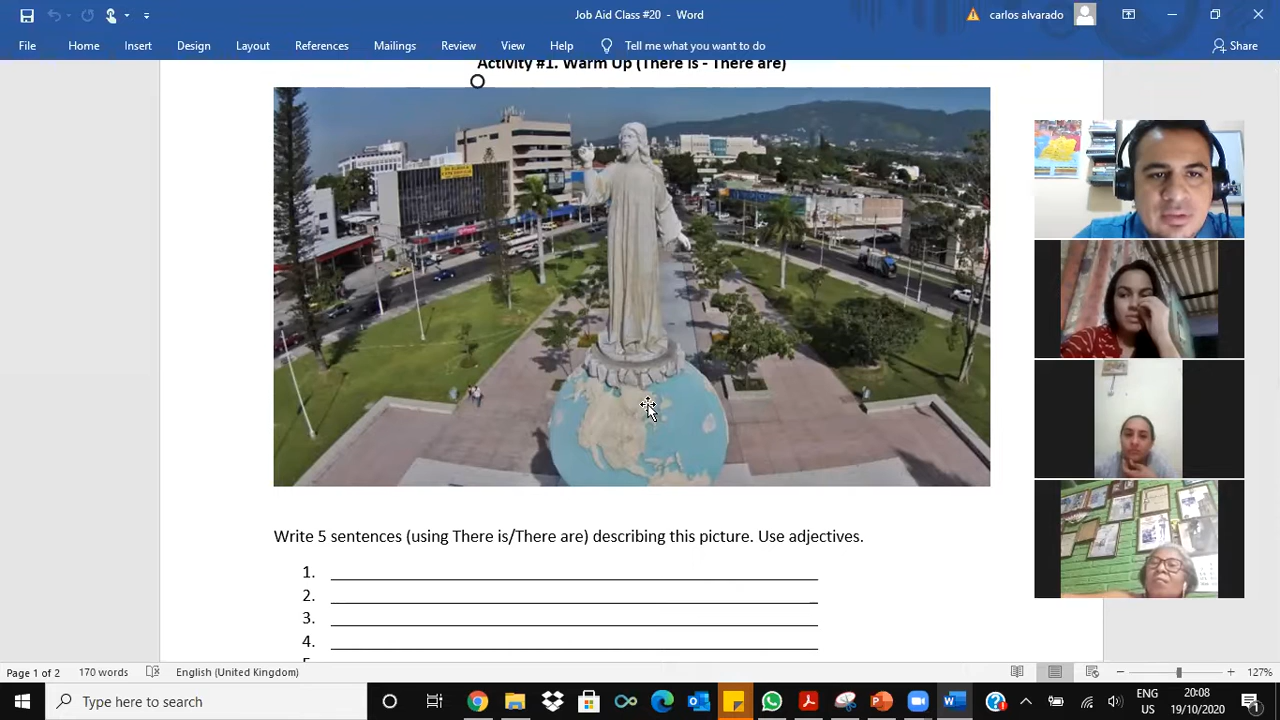 Job Aid Class #20 - Word
carlos alvarado
File Home Insert Design Layout References Mailings Review View Help Tell me what you want to do Share
Activity #1. Warm Up (There is - There are)
Write 5 sentences (using There is/There are) describing this picture. Use adjectives.
1.
2.
3.
4.
Page 1 of 2 170 words English (United Kingdom) 127%
Type here to search
ENG
US
20:08
19/10/2020
1